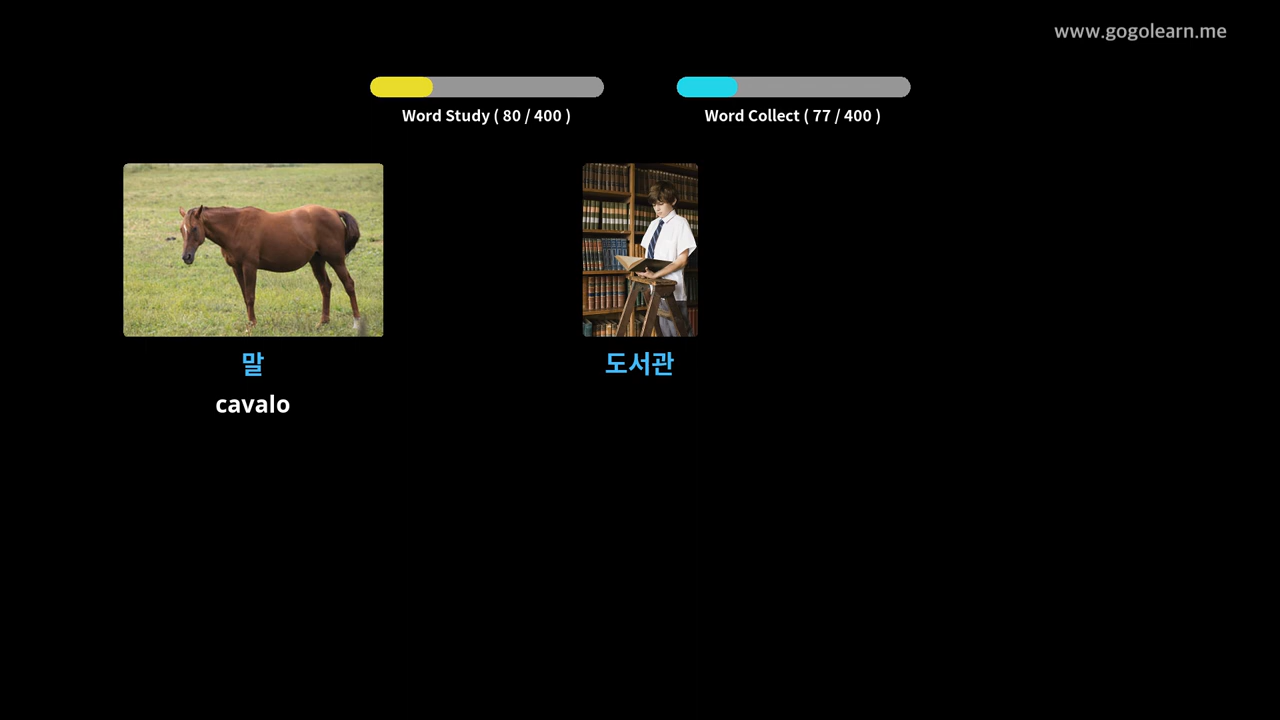 www.gogolearn.me
Word Study ( 80 / 400 )
Word Collect ( 77 / 400 )
말
도서관
cavalo